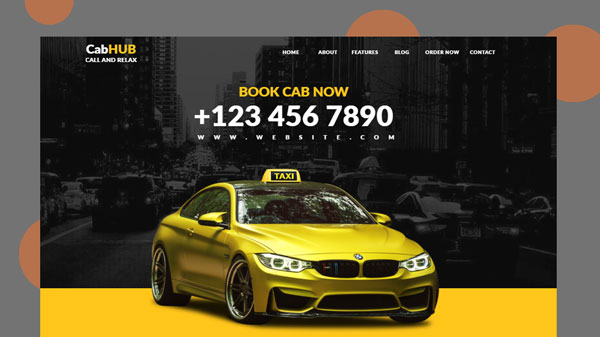 CabHUB
CALL AND RELAX
HOME ABOUT FEATURES BLOG ORDER NOW CONTACT
BOOK CAB NOW
+123 456 7890
WWW.WEBSITE.COM
TAXI